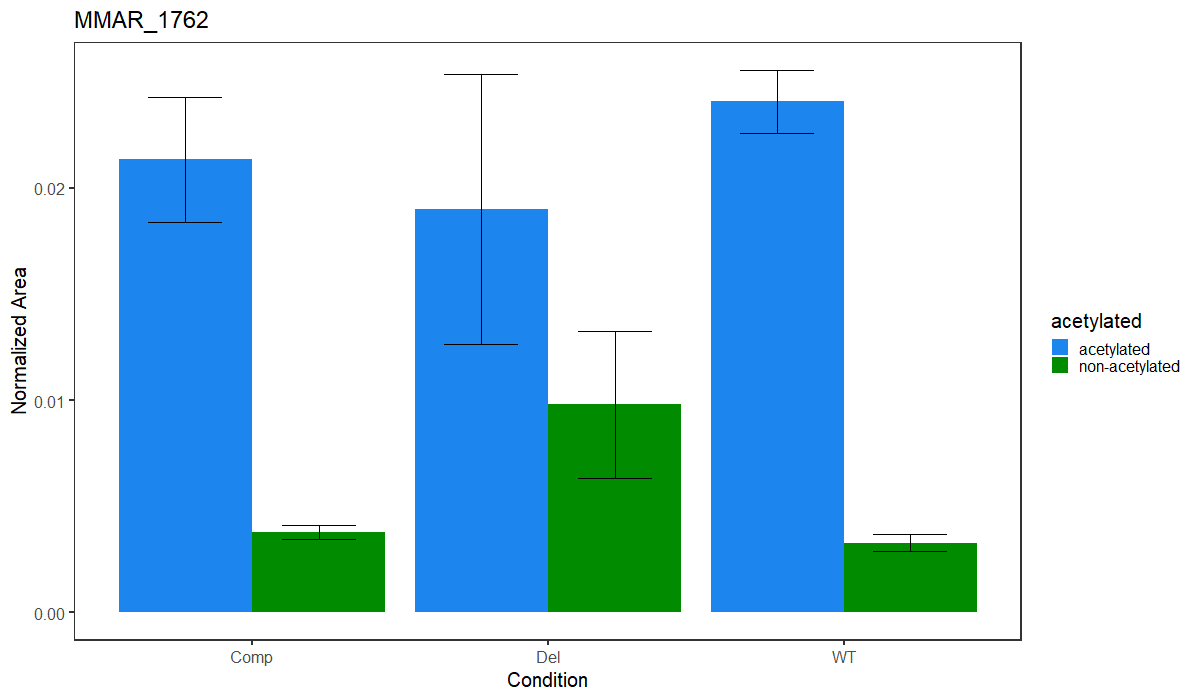 MMAR_1762
Normalized Area
0.02
0.01
0.00
Comp
Del
WT
Condition
acetylated
acetylated
non-acetylated